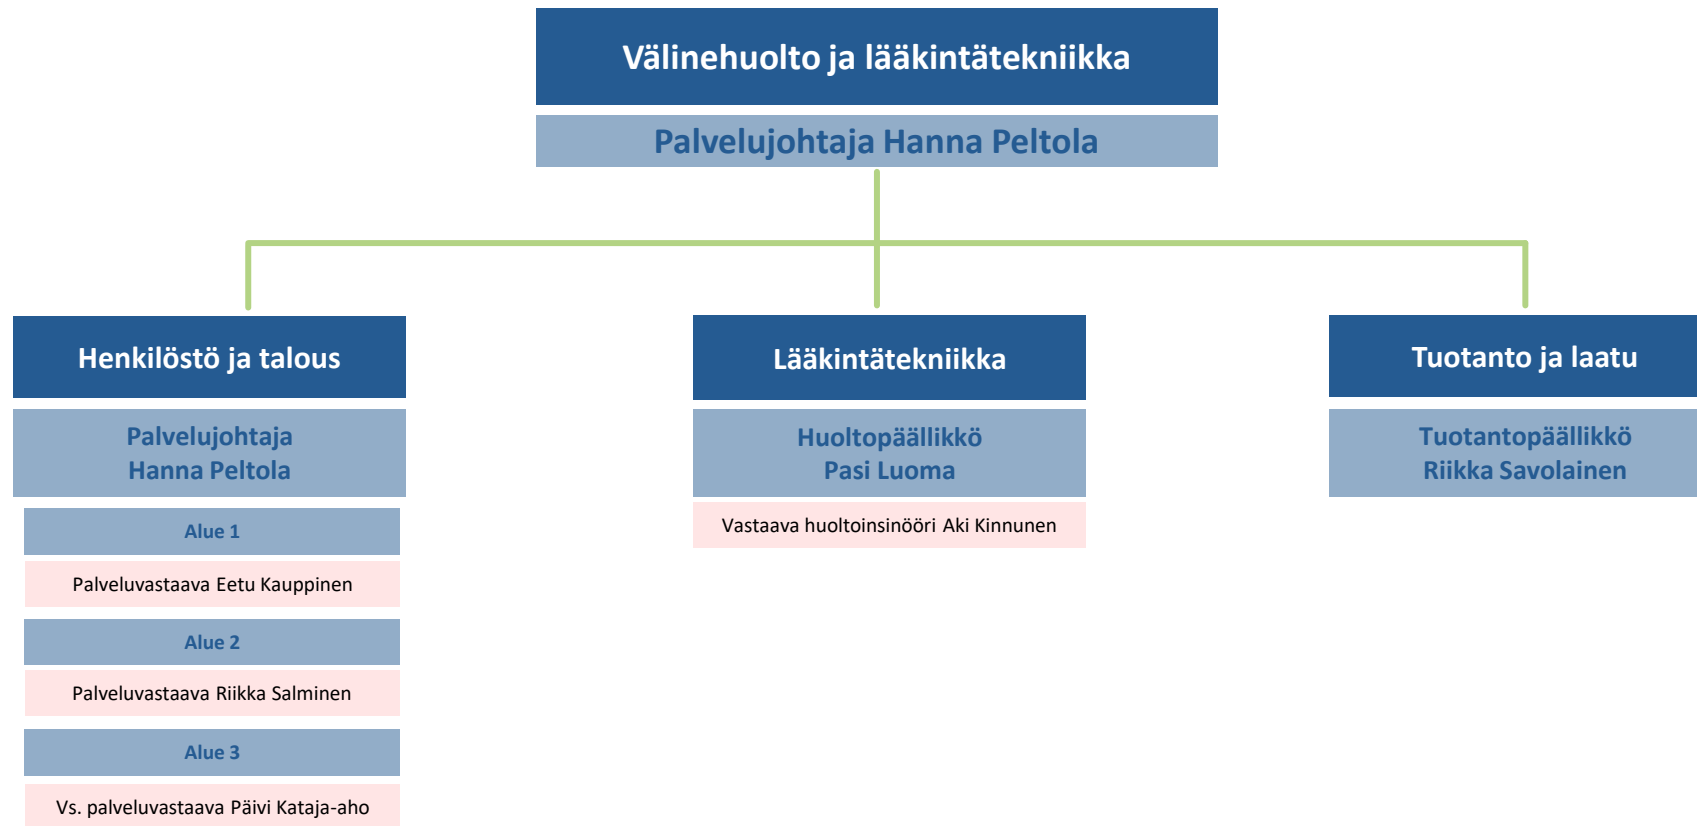 Välinehuolto ja lääkintätekniikka
Palvelujohtaja Hanna Peltola
Henkilöstö ja talous
Palvelujohtaja
Hanna Peltola
Alue 1
Palveluvastaava Eetu Kauppinen
Alue 2
Palveluvastaava Riikka Salminen
Alue 3
Vs. palveluvastaava Päivi Kataja-aho
Lääkintätekniikka
Huoltopäällikkö
Pasi Luoma
Vastaava huoltoinsinööri Aki Kinnunen
Tuotanto ja laatu
Tuotantopäällikkö
Riikka Savolainen